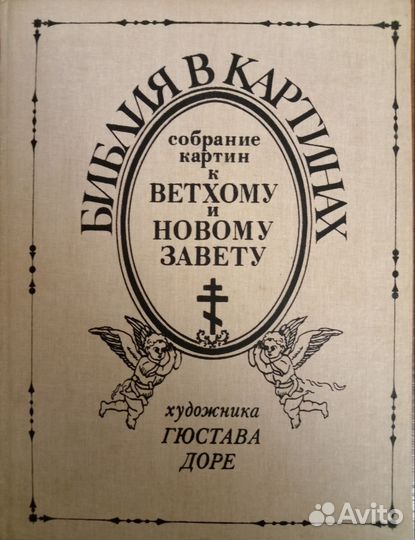 БИБЛИЯ В КАРТИНАХ
собрание
картин
к
ВЕТХОМУ
и
НОВОМУ
ЗАВЕТУ
художника
ГЮСТАВА
ДОРЕ
Avito